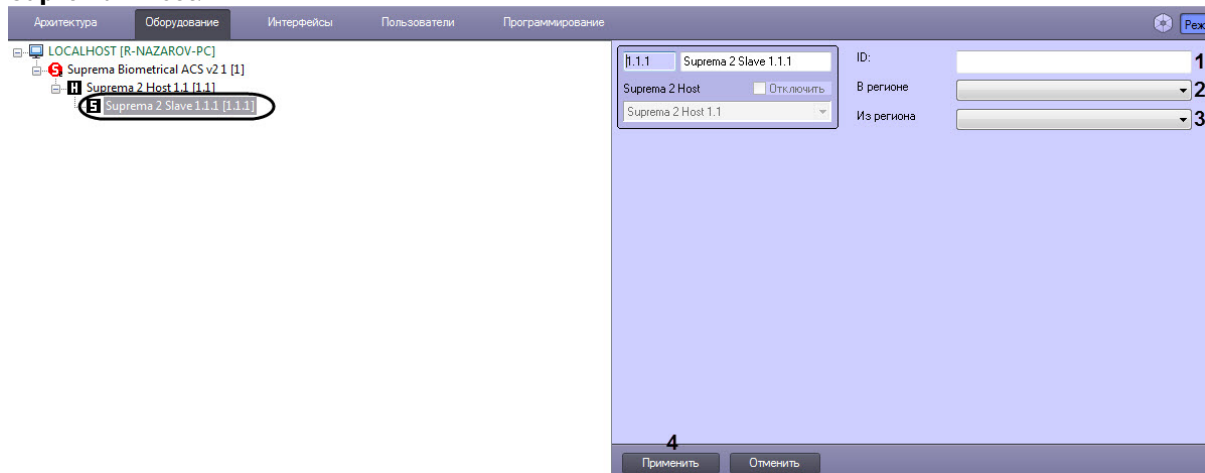 Архитектура Оборудование Интерфейсы Пользователи Программирование Реж
LOCALHOST [R-NAZAROV-PC]
Suprema Biometrical ACS v2 1 [1]
Suprema 2 Host 1.1 [1.1]
Suprema 2 Slave 1.1.1 [1.1.1]
1.1.1 Suprema 2 Slave 1.1.1
Suprema 2 Host Отключить
Suprema 2 Host 1.1
ID: 1
В регионе 2
Из региона 3
4
Применить Отменить